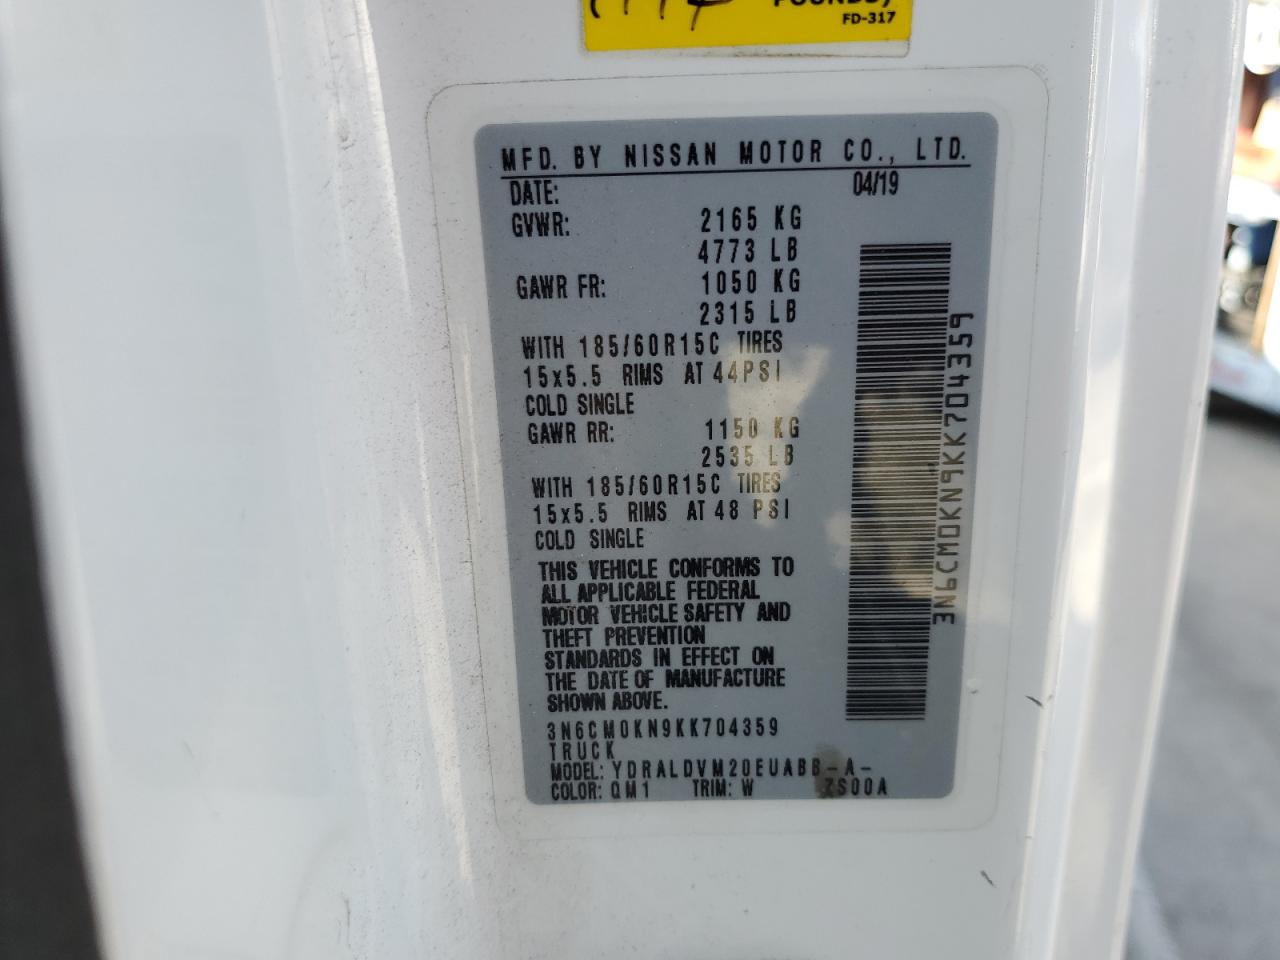 FD-317
MFD. BY NISSAN MOTOR CO., LTD.
DATE: 04/19
GVWR: 2165 KG
4773 LB
GAWR FR: 1050 KG
2315 LB
WITH 185/60R15C TIRES
15x5.5 RIMS AT 44PSI
COLD SINGLE
GAWR RR: 1150 KG
2535 LB
WITH 185/60R15C TIRES
15x5.5 RIMS AT 48 PSI
COLD SINGLE
THIS VEHICLE CONFORMS TO
ALL APPLICABLE FEDERAL
MOTOR VEHICLE SAFETY AND
THEFT PREVENTION
STANDARDS IN EFFECT ON
THE DATE OF MANUFACTURE
SHOWN ABOVE.
3N6CM0KN9KK704359
TRUCK
MODEL: YDRALDVM20EUABB-A-
COLOR: QM1 TRIM: W ZS00A
3N6CM0KN9KK704359